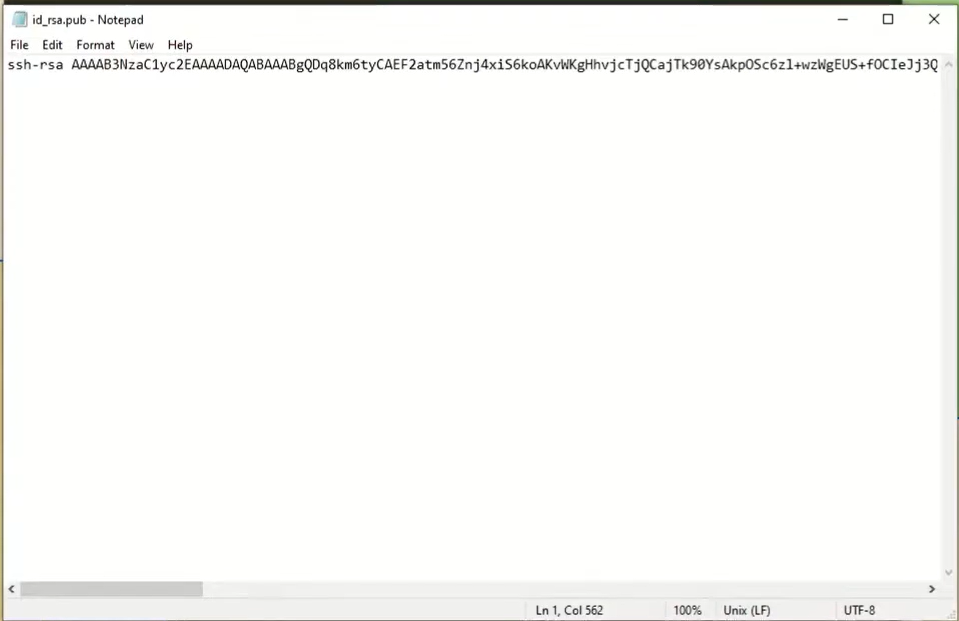 id_rsa.pub - Notepad
File Edit Format View Help
ssh-rsa AAAAB3NzaC1yc2EAAAADAQABAAABgQDq8km6tyCAEF2atm56Znj4xiS6koAKvWKgHhvjcTjQCajTk90YsAkpOSc6zl+wzWgEUS+fOCIeJj3Q
Ln 1, Col 562 100% Unix (LF) UTF-8